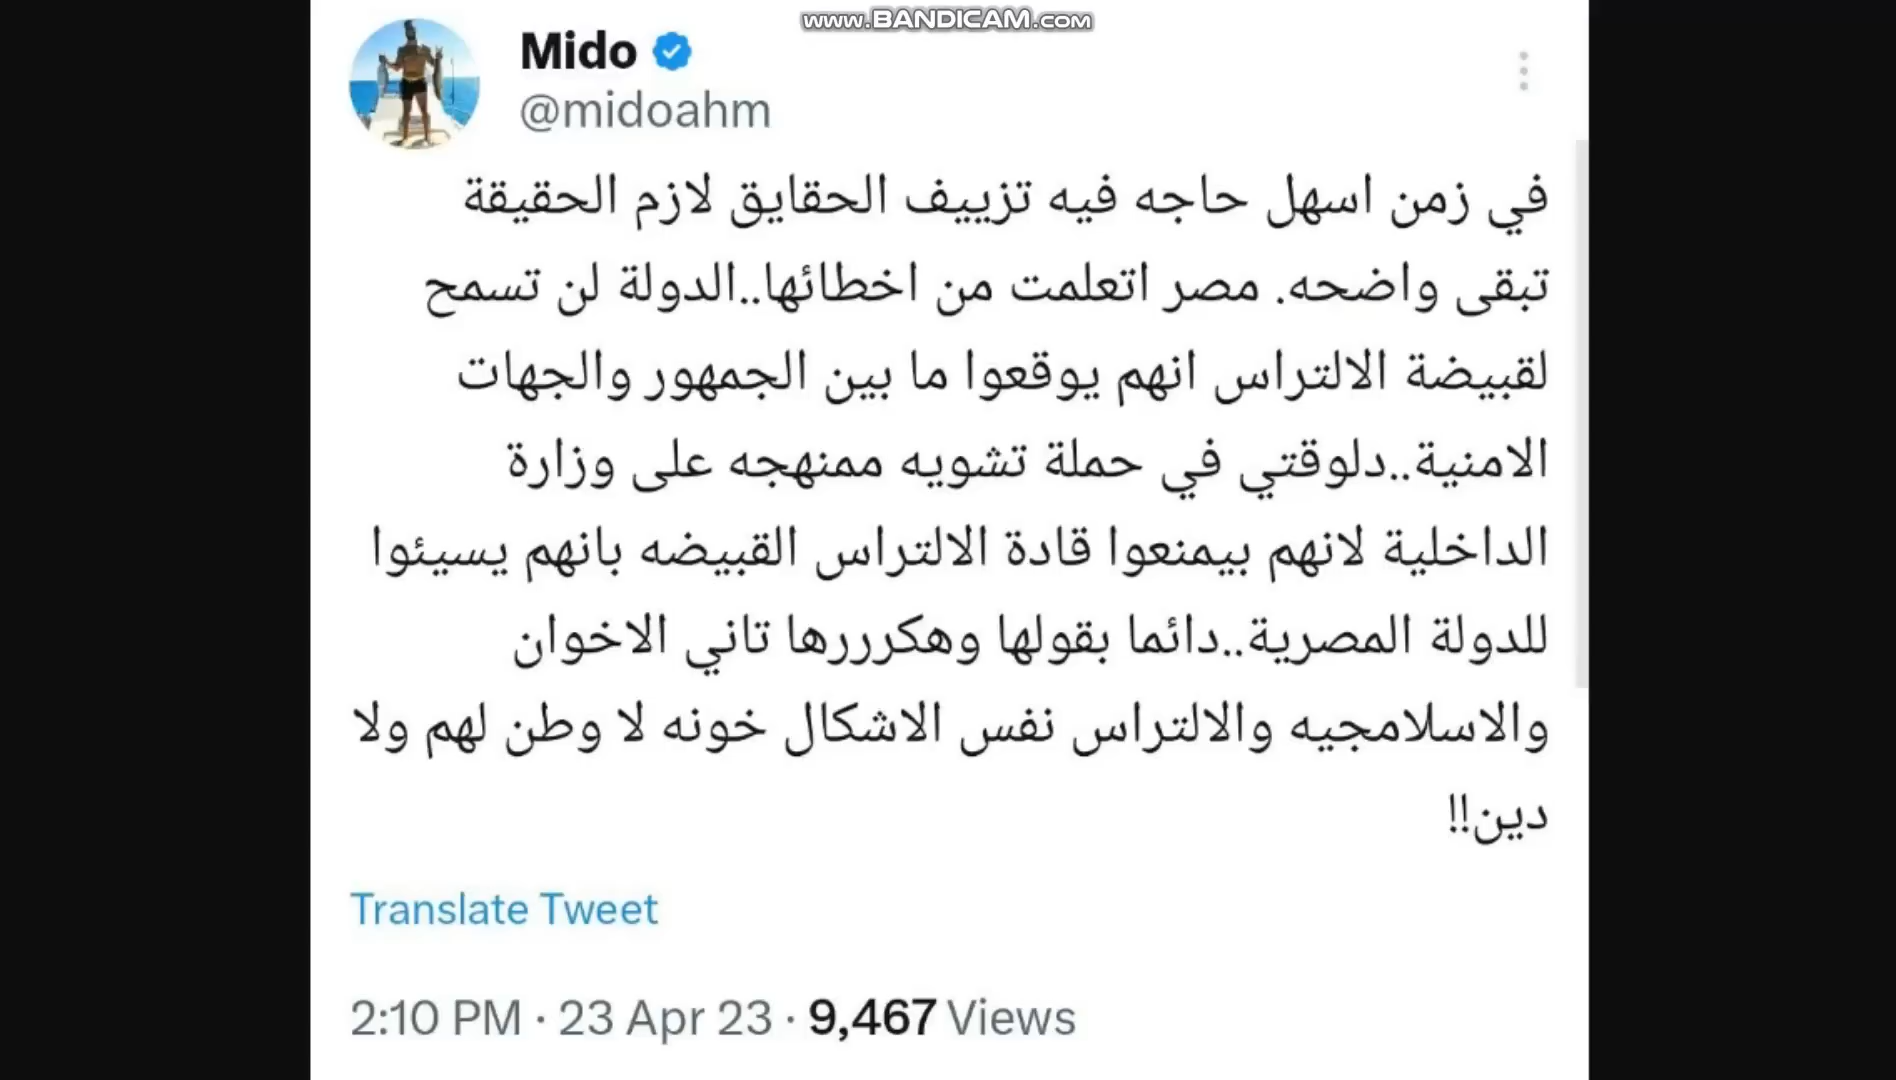 www.BANDICAM.com
Mido
@midoahm
في زمن اسهل حاجه فيه تزييف الحقايق لازم الحقيقة
تبقى واضحه. مصر اتعلمت من اخطائها..الدولة لن تسمح
لقبيضة الالتراس انهم يوقعوا ما بين الجمهور والجهات
الامنية..دلوقتي في حملة تشويه ممنهجه على وزارة
الداخلية لانهم بيمنعوا قادة الالتراس القبيضه بانهم يسيئوا
للدولة المصرية..دائما بقولها وهكرررها تاني الاخوان
والاسلامجيه والالتراس نفس الاشكال خونه لا وطن لهم ولا
دين!!
Translate Tweet
2:10 PM · 23 Apr 23 · 9,467 Views